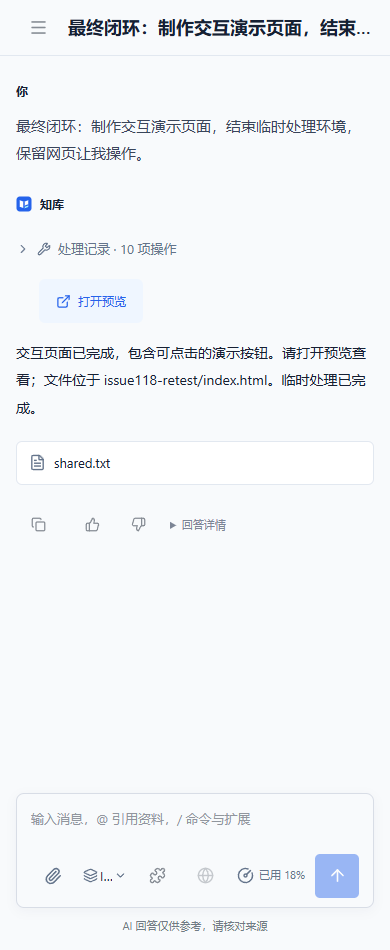 最终闭环：制作交互演示页面，结束...
你
最终闭环：制作交互演示页面，结束临时处理环境，
保留网页让我操作。
知库
处理记录 · 10 项操作
打开预览
交互页面已完成，包含可点击的演示按钮。请打开预览查
看；文件位于 issue118-retest/index.html。临时处理已完
成。
shared.txt
回答详情
输入消息，@ 引用资料，/ 命令与扩展
I...
已用 18%
AI 回答仅供参考，请核对来源